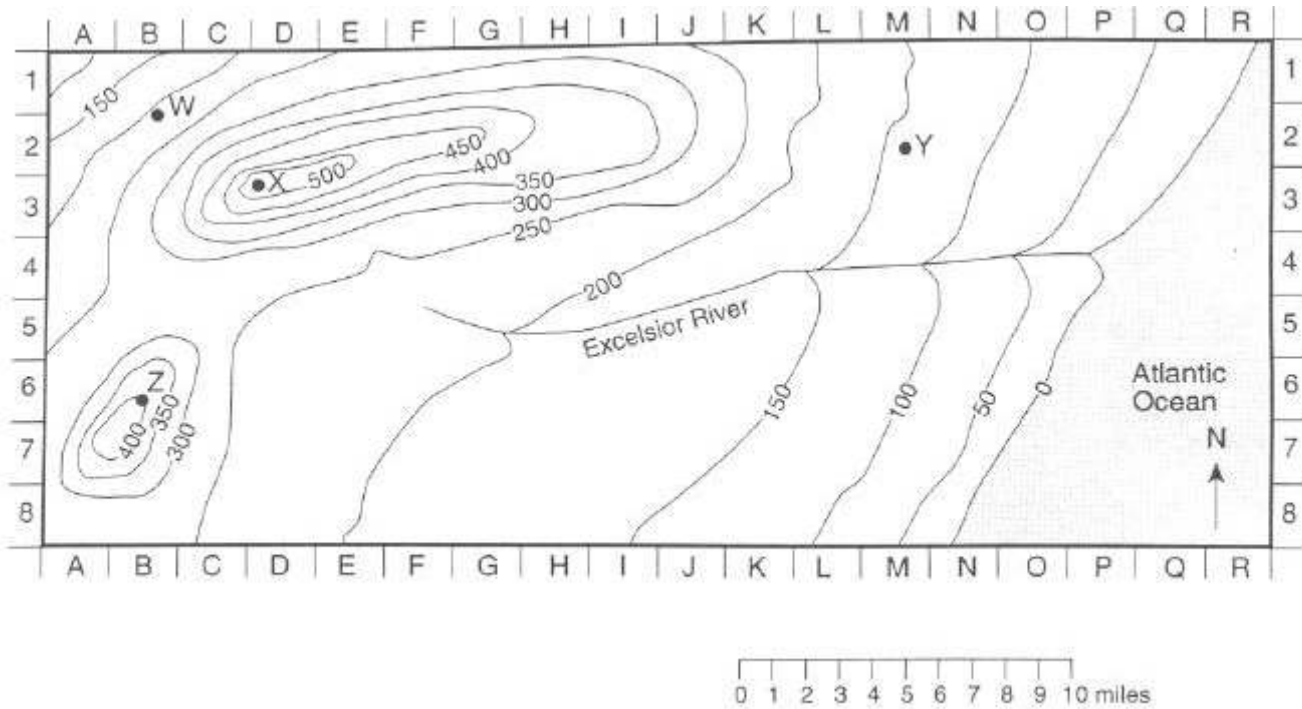 A B C D E F G H I J K L M N O P Q R
1 1
150
W
2 450 Y 2
400
X 500
350
3 300 3
250
4 4
200
5 Excelsior River 5
Z
6 350 150 100 50 0 Atlantic 6
Ocean
400 300
7 N 7
8 8
A B C D E F G H I J K L M N O P Q R
0 1 2 3 4 5 6 7 8 9 10 miles